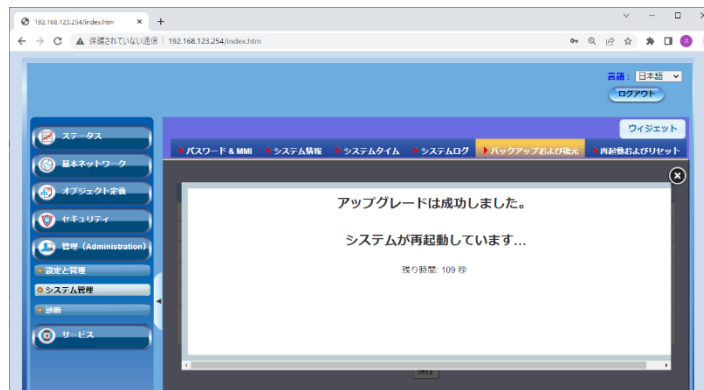 192.168.123.254/index.htm
保護されていない通信 | 192.168.123.254/index.htm
言語: 日本語
ログアウト
ウィジェット
ステータス
基本ネットワーク
オブジェクト定義
セキュリティ
管理 (Administration)
設定と管理
システム管理
診断
サービス
パスワード & MMI
システム情報
システムタイム
システムログ
バックアップおよび復元
再起動およびリセット
アップグレードは成功しました。
システムが再起動しています...
残り時間: 109 秒